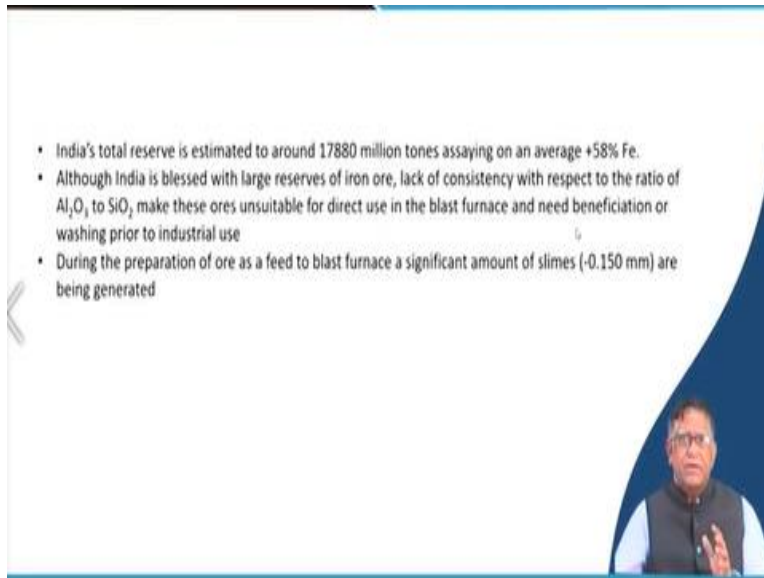 • India's total reserve is estimated to around 17880 million tones assaying on an average +58% Fe.
• Although India is blessed with large reserves of iron ore, lack of consistency with respect to the ratio of
Al₂O₃ to SiO₂ make these ores unsuitable for direct use in the blast furnace and need beneficiation or
washing prior to industrial use
• During the preparation of ore as a feed to blast furnace a significant amount of slimes (-0.150 mm) are
being generated